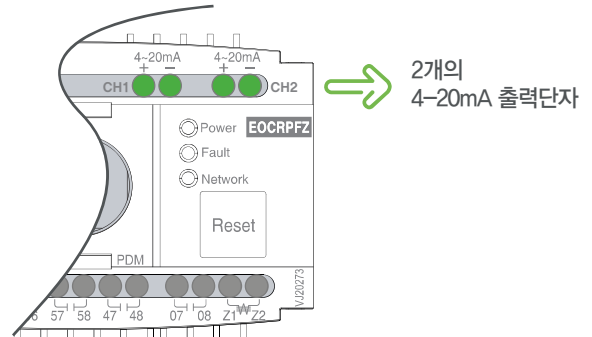 4~20mA 4~20mA
+ − + −
CH1 CH2
2개의
4−20mA 출력단자
Power EOCRPFZ
Fault
Network
Reset
PDM
VJ20273
57 58 47 48 07 08 Z1 Z2